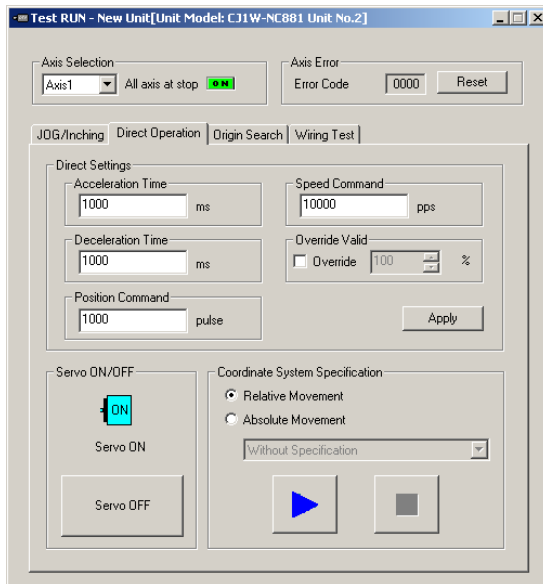 Test RUN - New Unit[Unit Model: CJ1W-NC881 Unit No.2]
Axis Selection
Axis1
All axis at stop
ON
Axis Error
Error Code
0000
Reset
JOG/Inching
Direct Operation
Origin Search
Wiring Test
Direct Settings
Acceleration Time
1000
ms
Speed Command
10000
pps
Deceleration Time
1000
ms
Override Valid
Override
100
%
Position Command
1000
pulse
Apply
Servo ON/OFF
ON
Servo ON
Servo OFF
Coordinate System Specification
Relative Movement
Absolute Movement
Without Specification